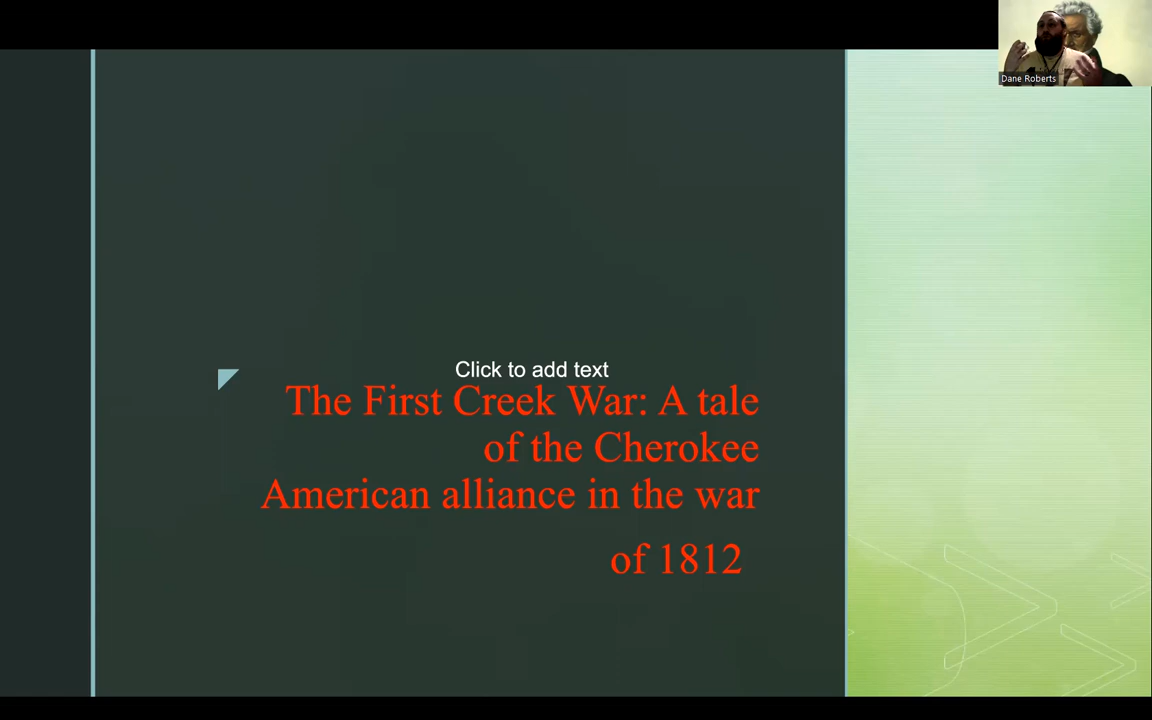 Dane Roberts
Click to add text
The First Creek War: A tale
of the Cherokee
American alliance in the war
of 1812